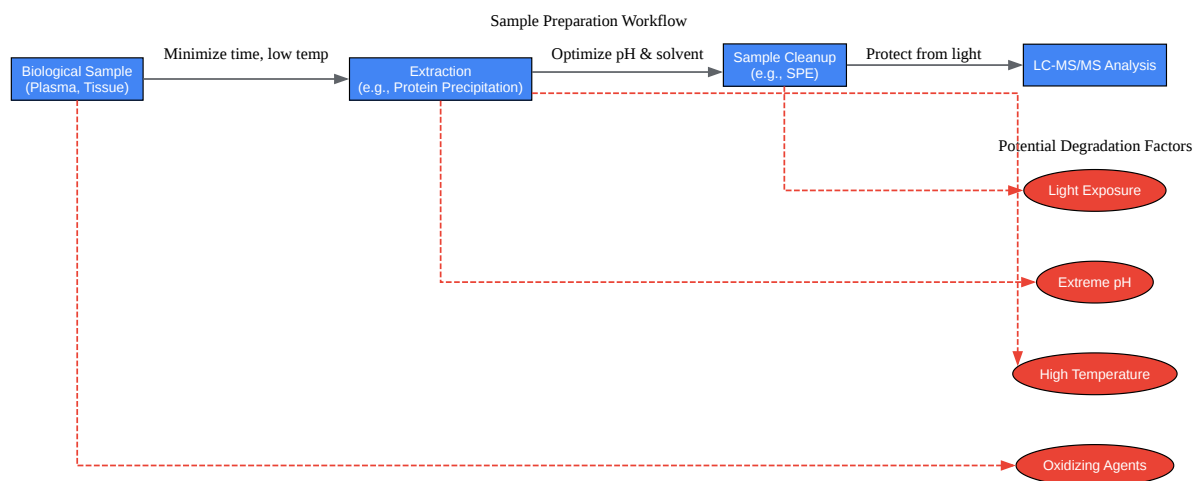 Sample Preparation Workflow
Minimize time, low temp
Optimize pH & solvent
Protect from light
Biological Sample
(Plasma, Tissue)
Extraction
(e.g., Protein Precipitation)
Sample Cleanup
(e.g., SPE)
LC-MS/MS Analysis
Potential Degradation Factors
Light Exposure
Extreme pH
High Temperature
Oxidizing Agents